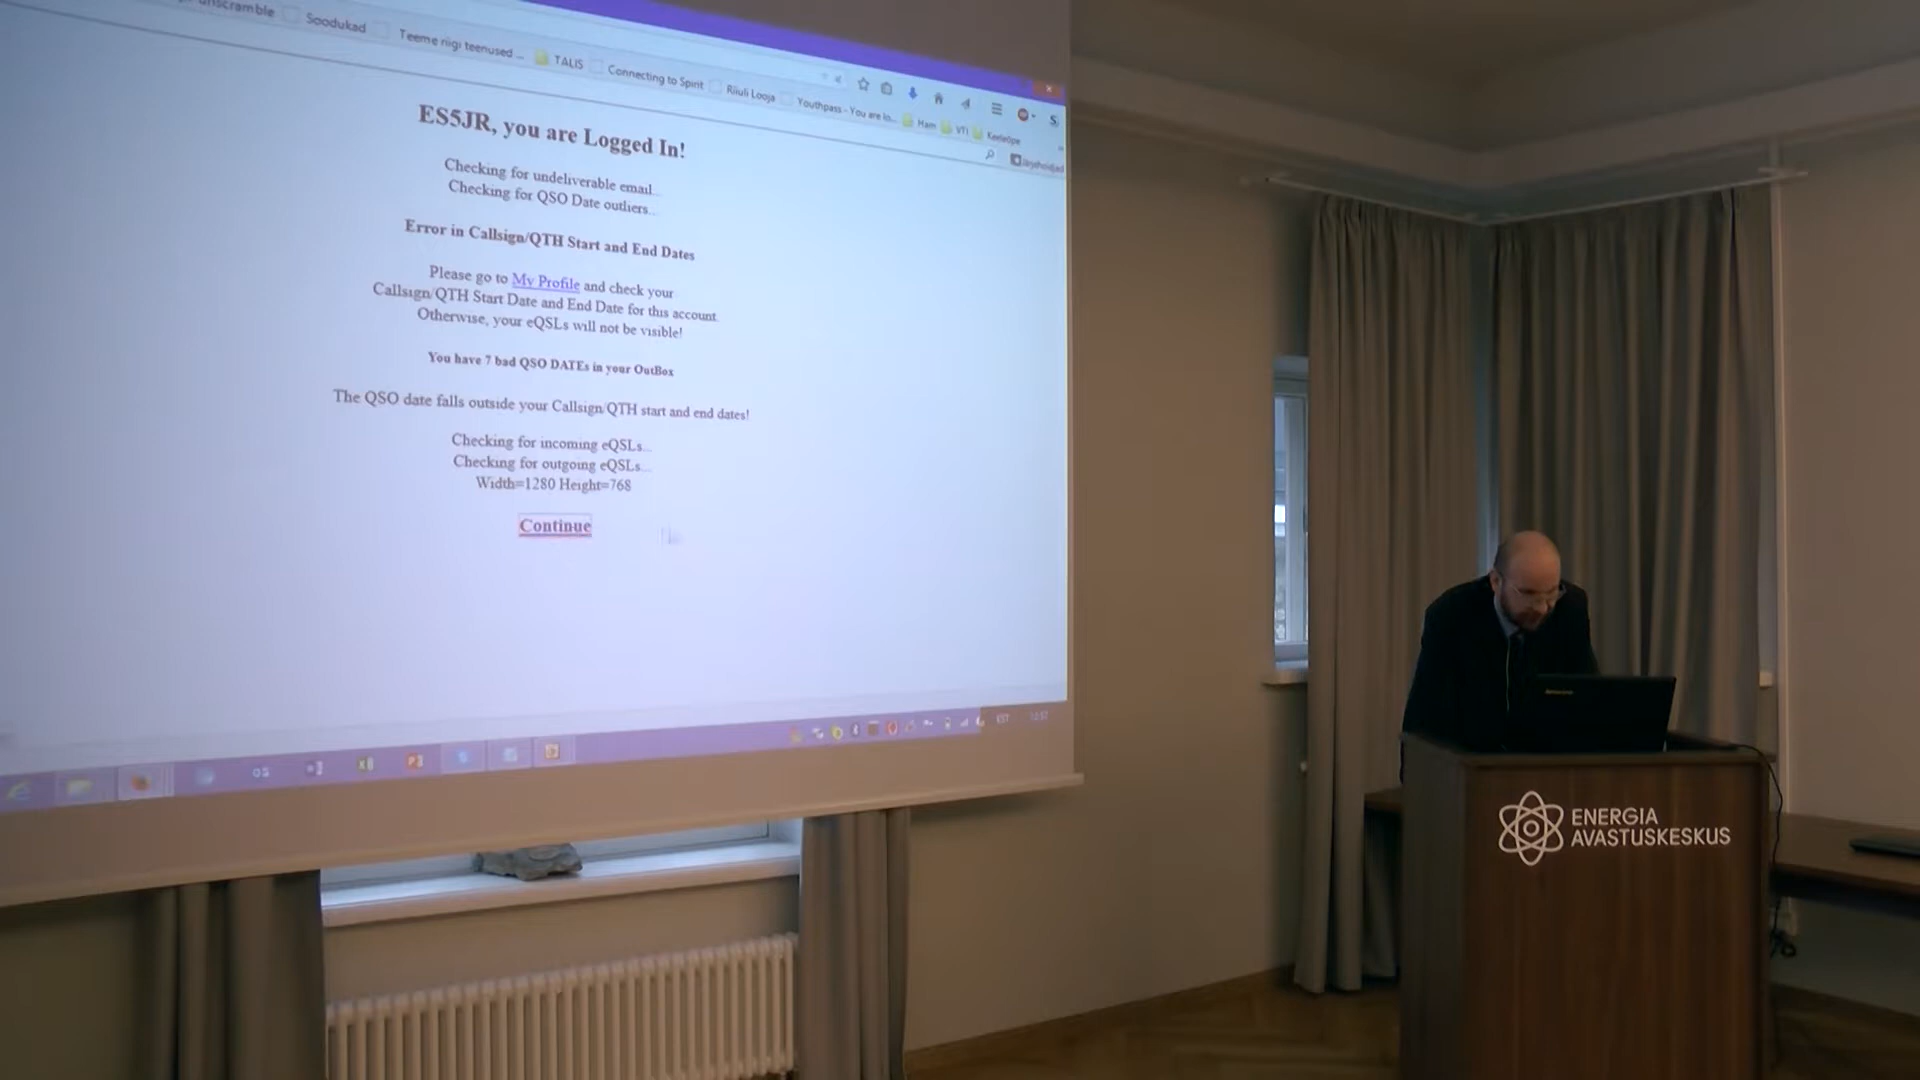 unscramble
Soodukad
Teeme riigi teenused ...
TALIS
Connecting to Spirit
Riiuli Looja
Youthpass - You are lo...
Ham
VTI
Keeleõpe
ES5JR, you are Logged In!
Checking for undeliverable email...
Checking for QSO Date outliers...
Error in Callsign/QTH Start and End Dates
Please go to My Profile and check your
Callsign/QTH Start Date and End Date for this account.
Otherwise, your eQSLs will not be visible!
You have 7 bad QSO DATEs in your OutBox
The QSO date falls outside your Callsign/QTH start and end dates!
Checking for incoming eQSLs...
Checking for outgoing eQSLs...
Width=1280 Height=768
Continue
EST
ENERGIA
AVASTUSKESKUS